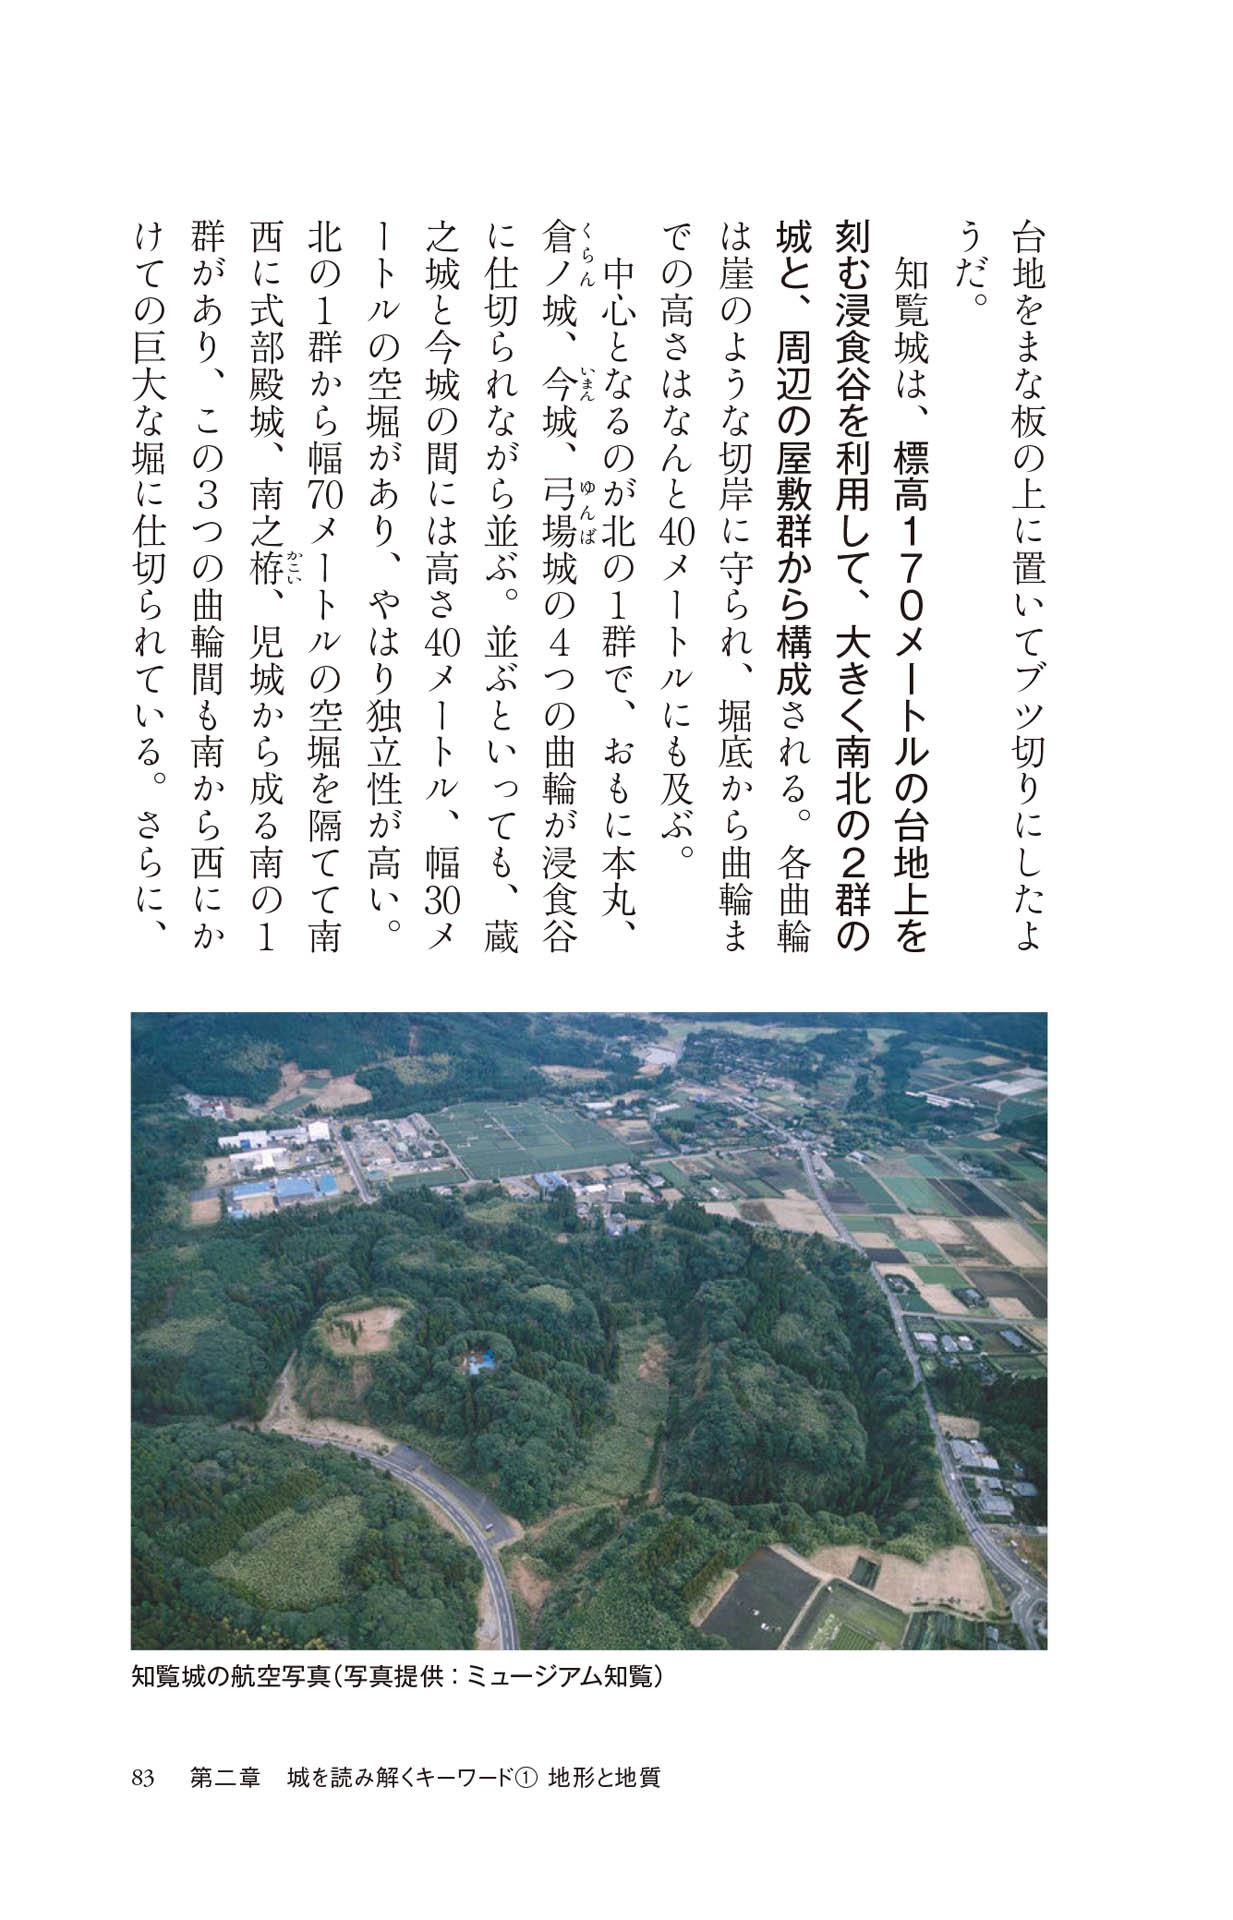 台地をまな板の上に置いてブツ切りにしたよ
うだ。
知覧城は、標高170メートルの台地上を
刻む浸食谷を利用して、大きく南北の2群の
城と、周辺の屋敷群から構成される。各曲輪
は崖のような切岸に守られ、堀底から曲輪ま
での高さはなんと40メートルにも及ぶ。
中心となるのが北の1群で、おもに本丸、
くらん いまん ゆんば
倉ノ城、今城、弓場城の4つの曲輪が浸食谷
に仕切られながら並ぶ。並ぶといっても、蔵
之城と今城の間には高さ40メートル、幅30メ
ートルの空堀があり、やはり独立性が高い。
北の1群から幅70メートルの空堀を隔てて南
かこい
西に式部殿城、南之栫、児城から成る南の1
群があり、この3つの曲輪間も南から西にか
けての巨大な堀に仕切られている。さらに、
知覧城の航空写真(写真提供：ミュージアム知覧)
83 第二章 城を読み解くキーワード① 地形と地質